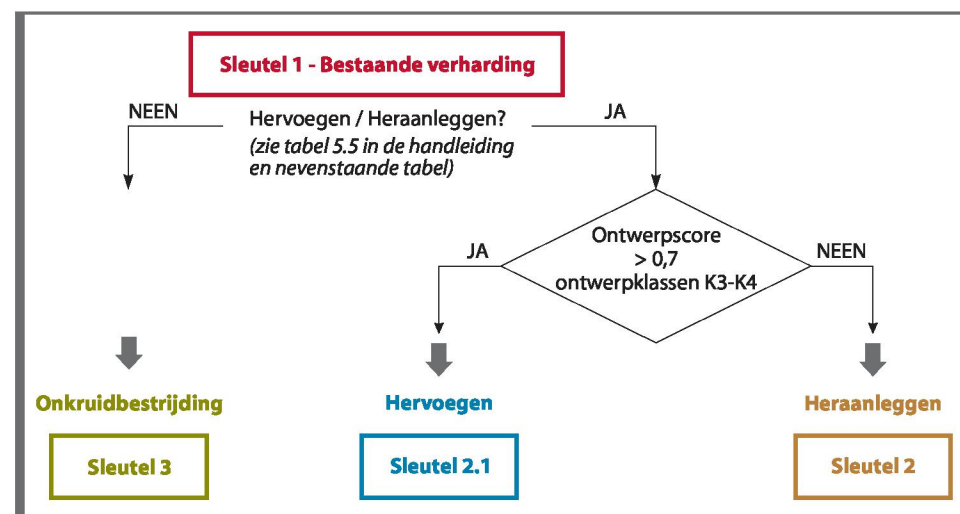 Sleutel 1 - Bestaande verharding
NEEN
Hervoegen / Heraanleggen?
(zie tabel 5.5 in de handleiding
en nevenstaande tabel)
JA
Ontwerpscore
> 0,7
ontwerpklassen K3-K4
JA
NEEN
Onkruidbestrijding
Hervoegen
Heraanleggen
Sleutel 3
Sleutel 2.1
Sleutel 2